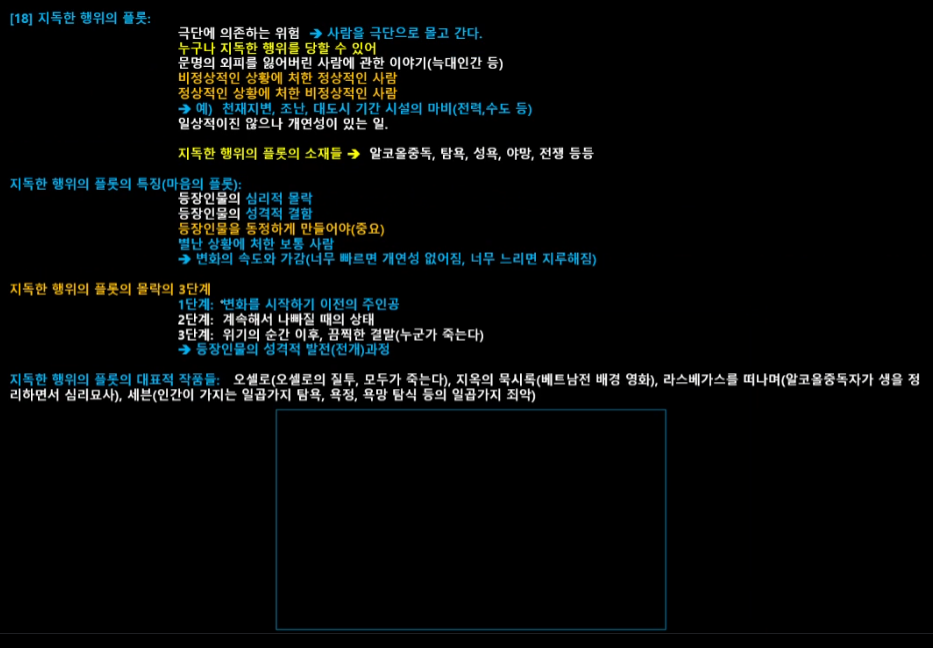 [18] 지독한 행위의 플롯:
극단에 의존하는 위험 ➔ 사람을 극단으로 몰고 간다.
누구나 지독한 행위를 당할 수 있어
문명의 외피를 잃어버린 사람에 관한 이야기(늑대인간 등)
비정상적인 상황에 처한 정상적인 사람
정상적인 상황에 처한 비정상적인 사람
➔ 예) 천재지변, 조난, 대도시 기간 시설의 마비(전력,수도 등)
일상적이진 않으나 개연성이 있는 일.
지독한 행위의 플롯의 소재들 ➔ 알코올중독, 탐욕, 성욕, 야망, 전쟁 등등
지독한 행위의 플롯의 특징(마음의 플롯):
등장인물의 심리적 몰락
등장인물의 성격적 결함
등장인물을 동정하게 만들어야(중요)
별난 상황에 처한 보통 사람
➔ 변화의 속도와 가감(너무 빠르면 개연성 없어짐, 너무 느리면 지루해짐)
지독한 행위의 플롯의 몰락의 3단계
1단계: 변화를 시작하기 이전의 주인공
2단계: 계속해서 나빠질 때의 상태
3단계: 위기의 순간 이후, 끔찍한 결말(누군가 죽는다)
➔ 등장인물의 성격적 발전(전개)과정
지독한 행위의 플롯의 대표적 작품들: 오셀로(오셀로의 질투, 모두가 죽는다), 지옥의 묵시록(베트남전 배경 영화), 라스베가스를 떠나며(알코올중독자가 생을 정
리하면서 심리묘사), 세븐(인간이 가지는 일곱가지 탐욕, 욕정, 욕망 탐식 등의 일곱가지 죄악)